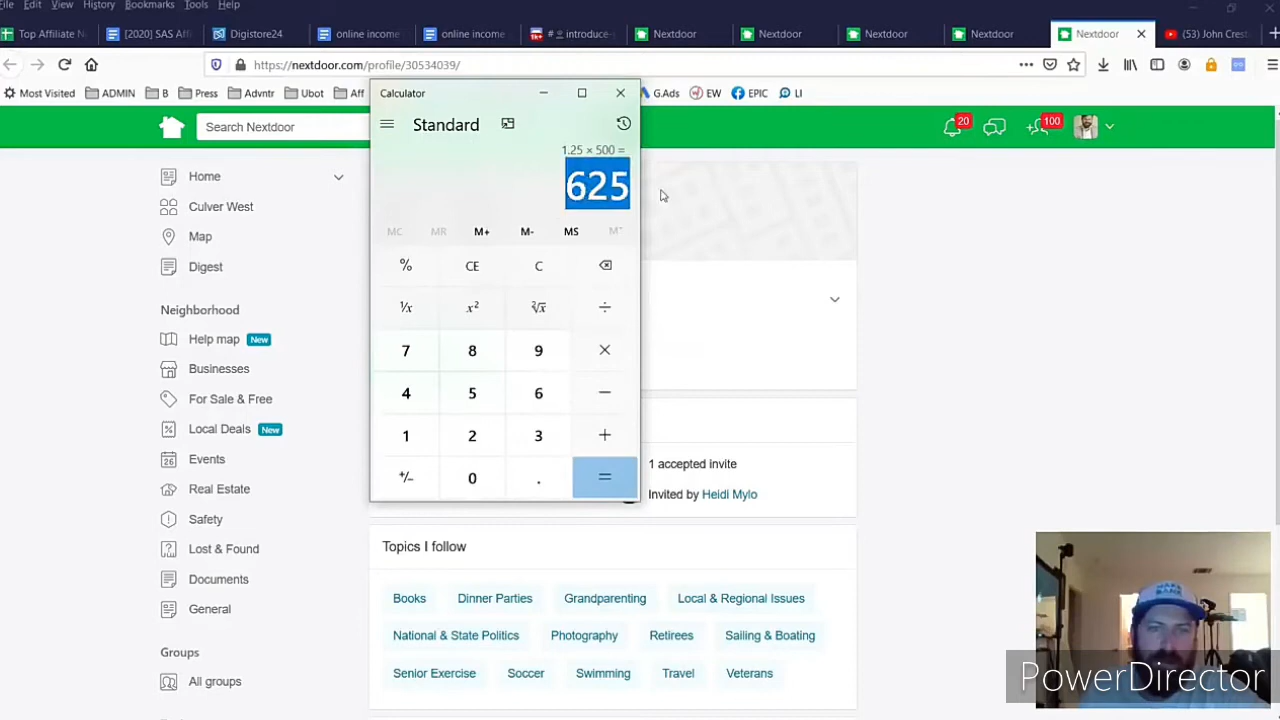 File Edit View History Bookmarks Tools Help
Top Affiliate N
[2020] SAS Affi
Digistore24
online income
online income
introduce-
Nextdoor
Nextdoor
Nextdoor
Nextdoor
Nextdoor
(53) John Crest
https://nextdoor.com/profile/30534039/
Most Visited
ADMIN
B
Press
Advntr
Ubot
Aff
G.Ads
EW
EPIC
LI
Calculator
Standard
Search Nextdoor
20
100
1.25 × 500 =
625
MC MR M+ M- MS
% CE C
¹/x x² ²√x ÷
7 8 9 ×
4 5 6 −
1 2 3 +
+/− 0 . =
Home
Culver West
Map
Digest
Neighborhood
Help map New
Businesses
For Sale & Free
Local Deals New
26 Events
Real Estate
Safety
Lost & Found
Documents
General
Groups
All groups
1 accepted invite
Invited by Heidi Mylo
Topics I follow
Books Dinner Parties Grandparenting Local & Regional Issues
National & State Politics Photography Retirees Sailing & Boating
Senior Exercise Soccer Swimming Travel Veterans
PowerDirector